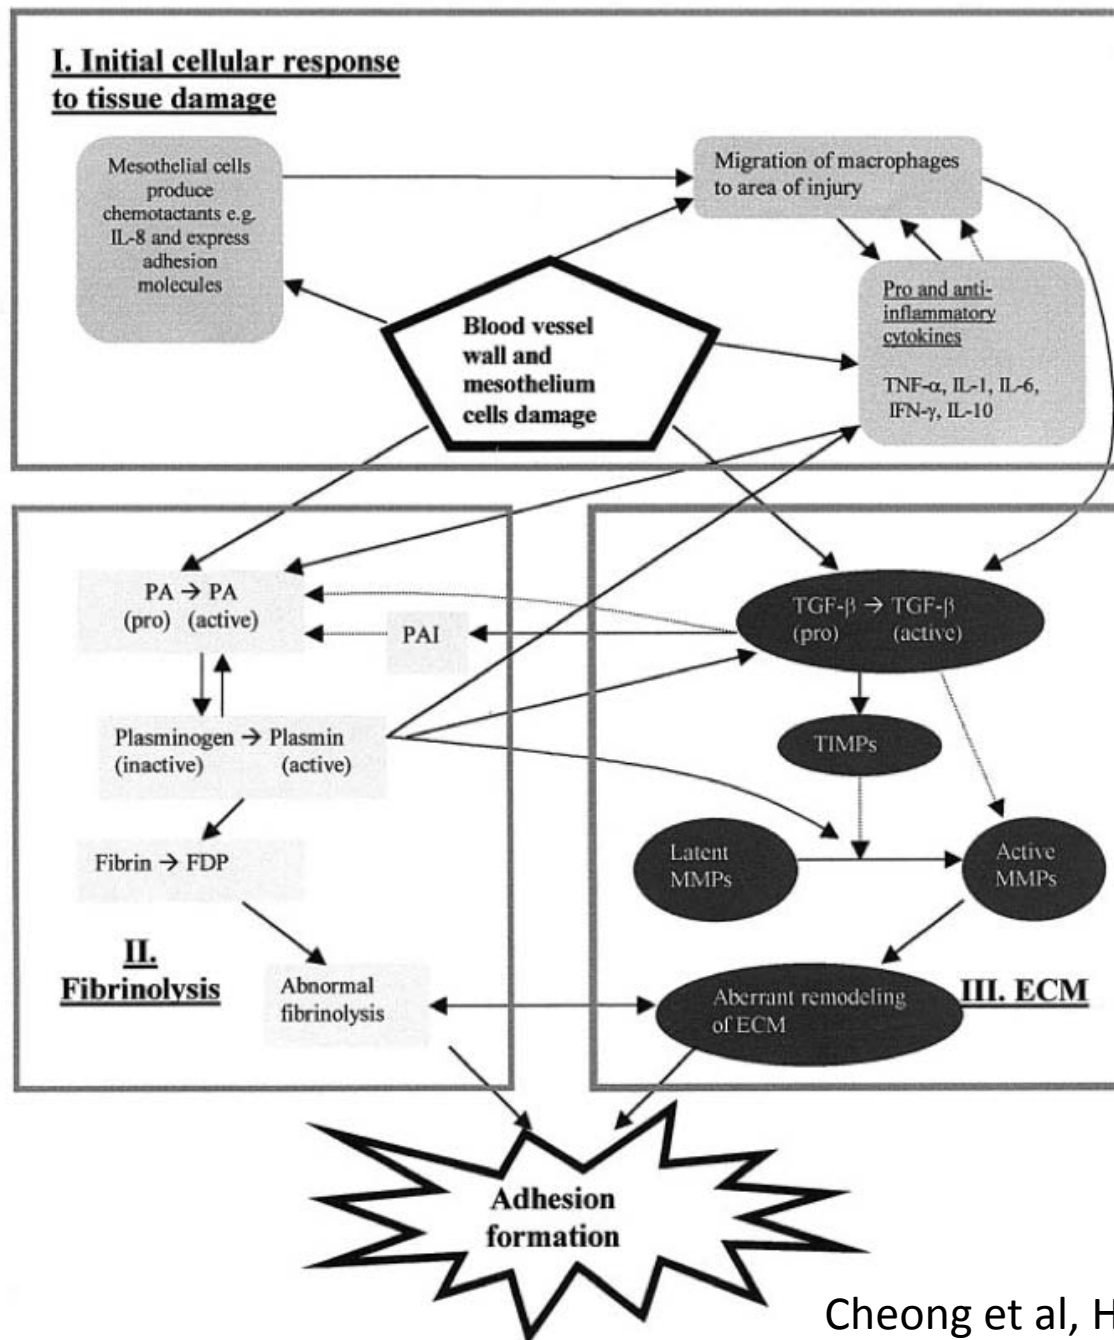 I. Initial cellular response
to tissue damage
Mesothelial cells
produce
chemotactants e.g.
IL-8 and express
adhesion
molecules
Migration of macrophages
to area of injury
Blood vessel
wall and
mesothelium
cells damage
Pro and anti-
inflammatory
cytokines
TNF-α, IL-1, IL-6,
IFN-γ, IL-10
PA → PA
(pro) (active)
PAI
TGF-β → TGF-β
(pro) (active)
Plasminogen → Plasmin
(inactive) (active)
TIMPs
Fibrin → FDP
Latent
MMPs
Active
MMPs
II.
Fibrinolysis
Abnormal
fibrinolysis
Aberrant remodeling
of ECM
III. ECM
Adhesion
formation
Cheong et al, H